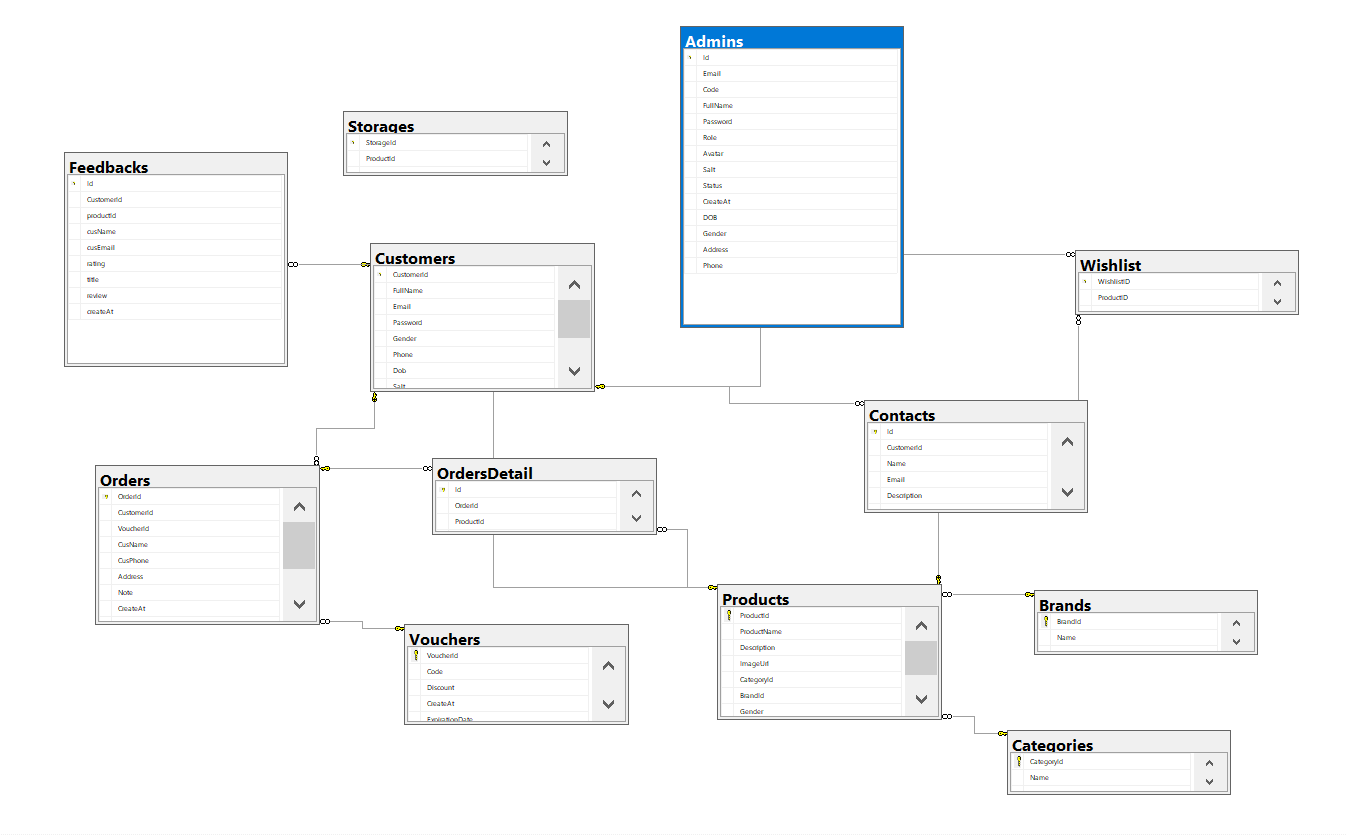 Admins
Id
Email
Code
FullName
Password
Role
Avatar
Salt
Status
CreateAt
DOB
Gender
Address
Phone
Storages
StorageId
ProductId
Feedbacks
Id
CustomerId
productId
cusName
cusEmail
rating
title
review
createAt
Customers
CustomerId
FullName
Email
Password
Gender
Phone
Dob
Salt
Wishlist
WishlistID
ProductID
Contacts
Id
CustomerId
Name
Email
Description
Orders
OrderId
CustomerId
VoucherId
CusName
CusPhone
Address
Note
CreateAt
OrdersDetail
Id
OrderId
ProductId
Vouchers
VoucherId
Code
Discount
CreateAt
ExpirationDate
Products
ProductId
ProductName
Description
ImageUrl
CategoryId
BrandId
Gender
Brands
BrandId
Name
Categories
CategoryId
Name